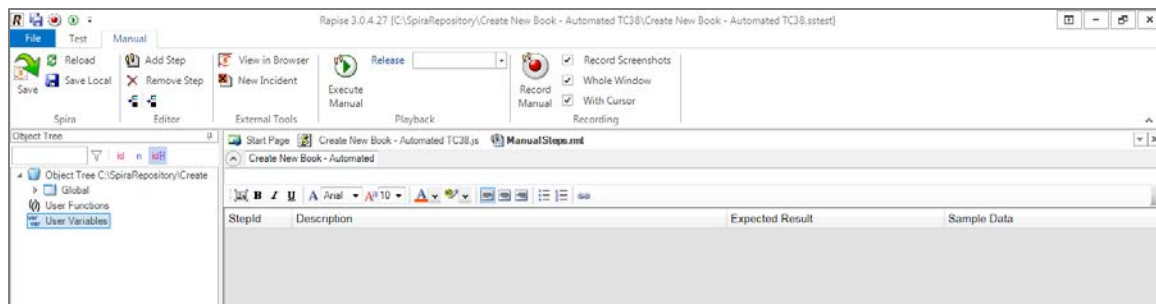 Rapise 3.0.4.27 [C:\SpiraRepository\Create New Book - Automated TC38\Create New Book - Automated TC38.sstest]
File Test Manual
Reload Add Step View in Browser Release Record Screenshots
Save Local Remove Step New Incident Whole Window
Save Execute Manual Record Manual With Cursor
Spira Editor External Tools Playback Recording
Object Tree Start Page Create New Book - Automated TC38.js ManualSteps.rmt
id n id Create New Book - Automated
Object Tree C:\SpiraRepository\Create
Global B I U A Arial A 10 A
User Functions
User Variables StepId Description Expected Result Sample Data